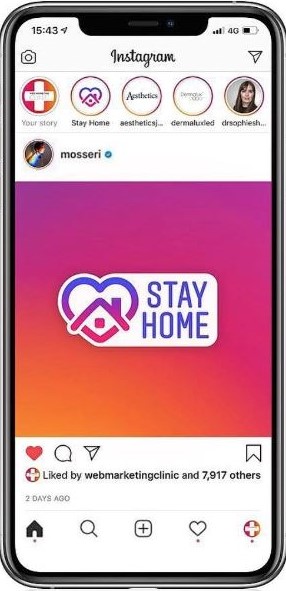 15:43
4G
Instagram
Aesthetics
Your story
Stay Home
aestheticsj...
dermaluxled
drsophiesh...
mosseri
STAY
HOME
Liked by webmarketingclinic and 7,917 others
2 DAYS AGO